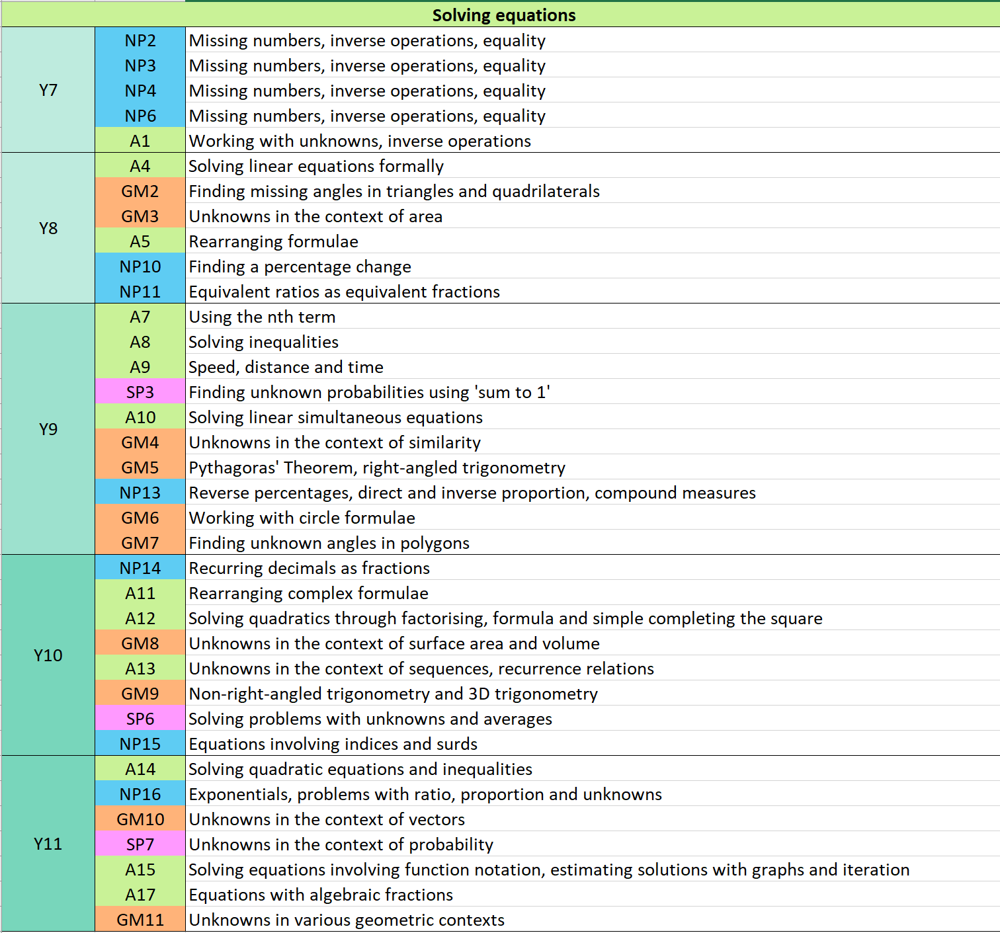 Solving equations
Y7
NP2 Missing numbers, inverse operations, equality
NP3 Missing numbers, inverse operations, equality
NP4 Missing numbers, inverse operations, equality
NP6 Missing numbers, inverse operations, equality
A1 Working with unknowns, inverse operations
Y8
A4 Solving linear equations formally
GM2 Finding missing angles in triangles and quadrilaterals
GM3 Unknowns in the context of area
A5 Rearranging formulae
NP10 Finding a percentage change
NP11 Equivalent ratios as equivalent fractions
Y9
A7 Using the nth term
A8 Solving inequalities
A9 Speed, distance and time
SP3 Finding unknown probabilities using 'sum to 1'
A10 Solving linear simultaneous equations
GM4 Unknowns in the context of similarity
GM5 Pythagoras' Theorem, right-angled trigonometry
NP13 Reverse percentages, direct and inverse proportion, compound measures
GM6 Working with circle formulae
GM7 Finding unknown angles in polygons
Y10
NP14 Recurring decimals as fractions
A11 Rearranging complex formulae
A12 Solving quadratics through factorising, formula and simple completing the square
GM8 Unknowns in the context of surface area and volume
A13 Unknowns in the context of sequences, recurrence relations
GM9 Non-right-angled trigonometry and 3D trigonometry
SP6 Solving problems with unknowns and averages
NP15 Equations involving indices and surds
Y11
A14 Solving quadratic equations and inequalities
NP16 Exponentials, problems with ratio, proportion and unknowns
GM10 Unknowns in the context of vectors
SP7 Unknowns in the context of probability
A15 Solving equations involving function notation, estimating solutions with graphs and iteration
A17 Equations with algebraic fractions
GM11 Unknowns in various geometric contexts